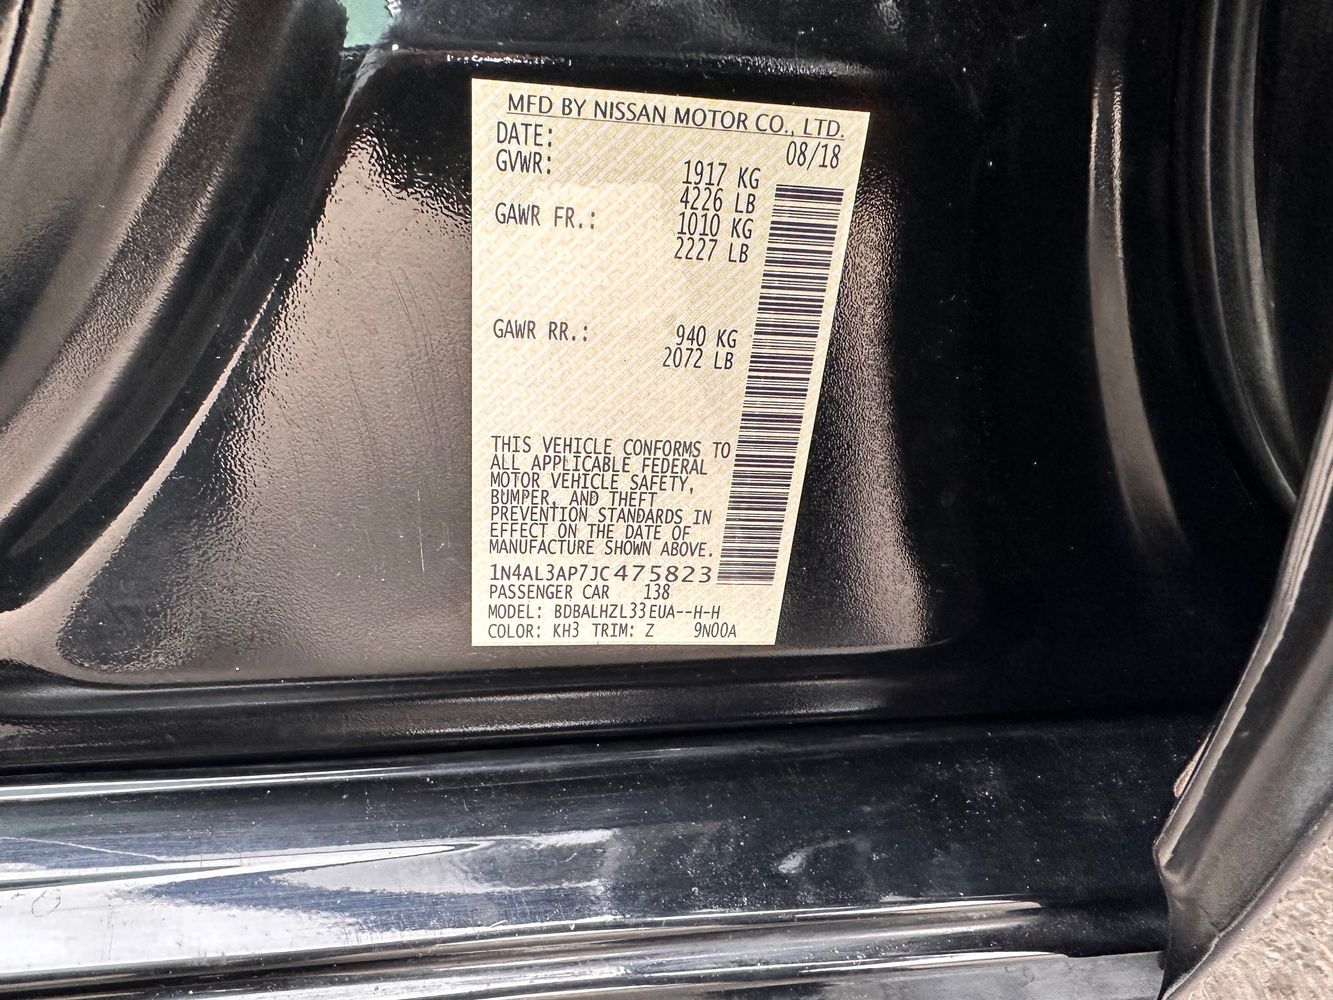 MFD BY NISSAN MOTOR CO., LTD.
DATE: 08/18
GVWR: 1917 KG
4226 LB
GAWR FR.: 1010 KG
2227 LB
GAWR RR.: 940 KG
2072 LB
THIS VEHICLE CONFORMS TO
ALL APPLICABLE FEDERAL
MOTOR VEHICLE SAFETY,
BUMPER, AND THEFT
PREVENTION STANDARDS IN
EFFECT ON THE DATE OF
MANUFACTURE SHOWN ABOVE.
1N4AL3AP7JC475823
PASSENGER CAR 138
MODEL: BDBALHZL33EUA--H-H
COLOR: KH3 TRIM: Z 9N00A